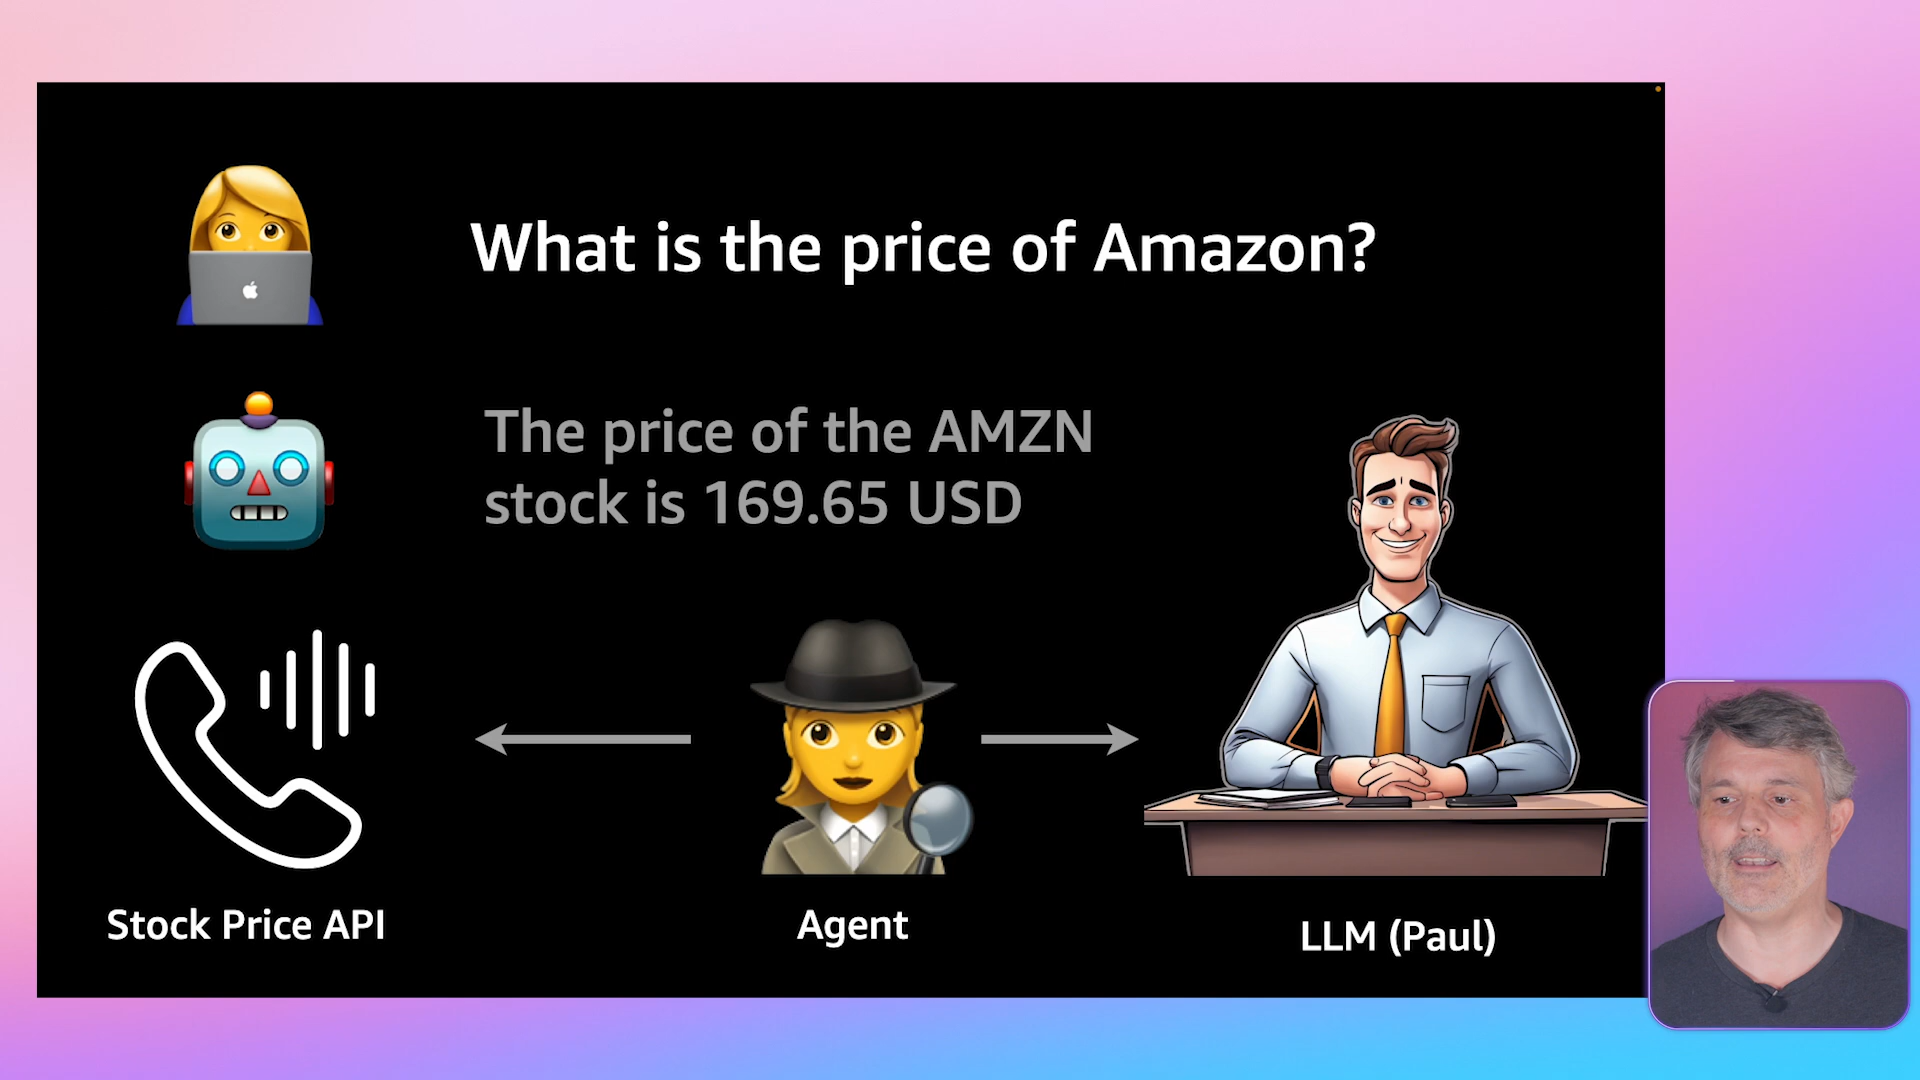 What is the price of Amazon?
The price of the AMZN
stock is 169.65 USD
Stock Price API
Agent
LLM (Paul)